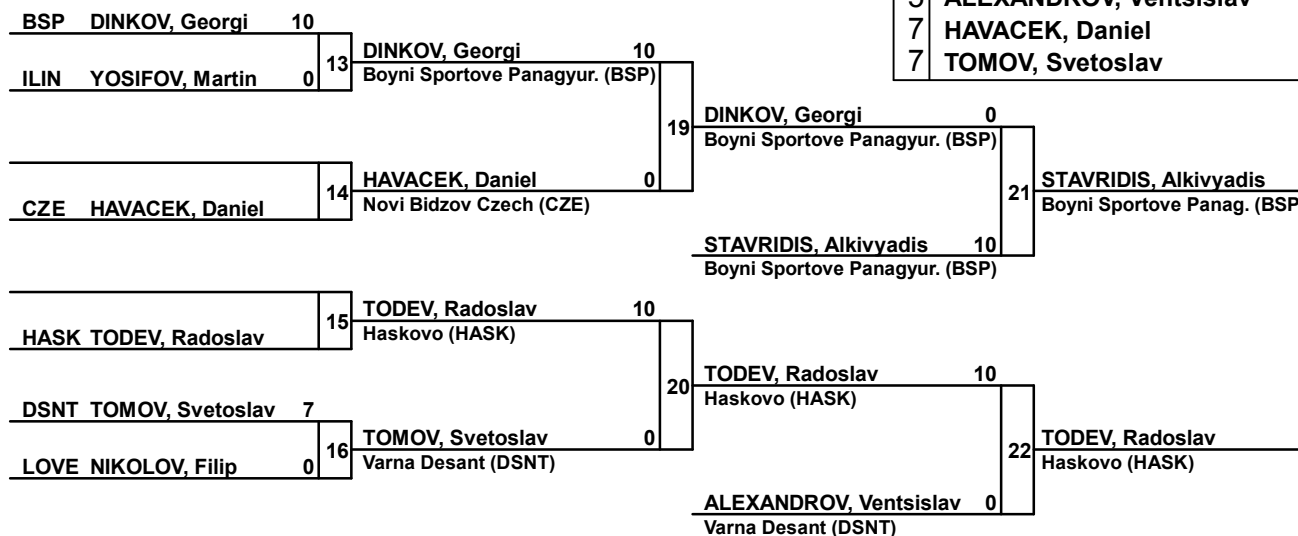 5 ALEXANDROV, Ventsislav
7 HAVACEK, Daniel
7 TOMOV, Svetoslav
BSP DINKOV, Georgi 10
ILIN YOSIFOV, Martin 0
13
DINKOV, Georgi 10
Boyni Sportove Panagyur. (BSP)
CZE HAVACEK, Daniel
14
HAVACEK, Daniel 0
Novi Bidzov Czech (CZE)
19
DINKOV, Georgi 0
Boyni Sportove Panagyur. (BSP)
STAVRIDIS, Alkivyadis 10
Boyni Sportove Panagyur. (BSP)
21
STAVRIDIS, Alkivyadis
Boyni Sportove Panag. (BSP
HASK TODEV, Radoslav
15
TODEV, Radoslav 10
Haskovo (HASK)
DSNT TOMOV, Svetoslav 7
LOVE NIKOLOV, Filip 0
16
TOMOV, Svetoslav 0
Varna Desant (DSNT)
20
TODEV, Radoslav 10
Haskovo (HASK)
ALEXANDROV, Ventsislav 0
Varna Desant (DSNT)
22
TODEV, Radoslav
Haskovo (HASK)